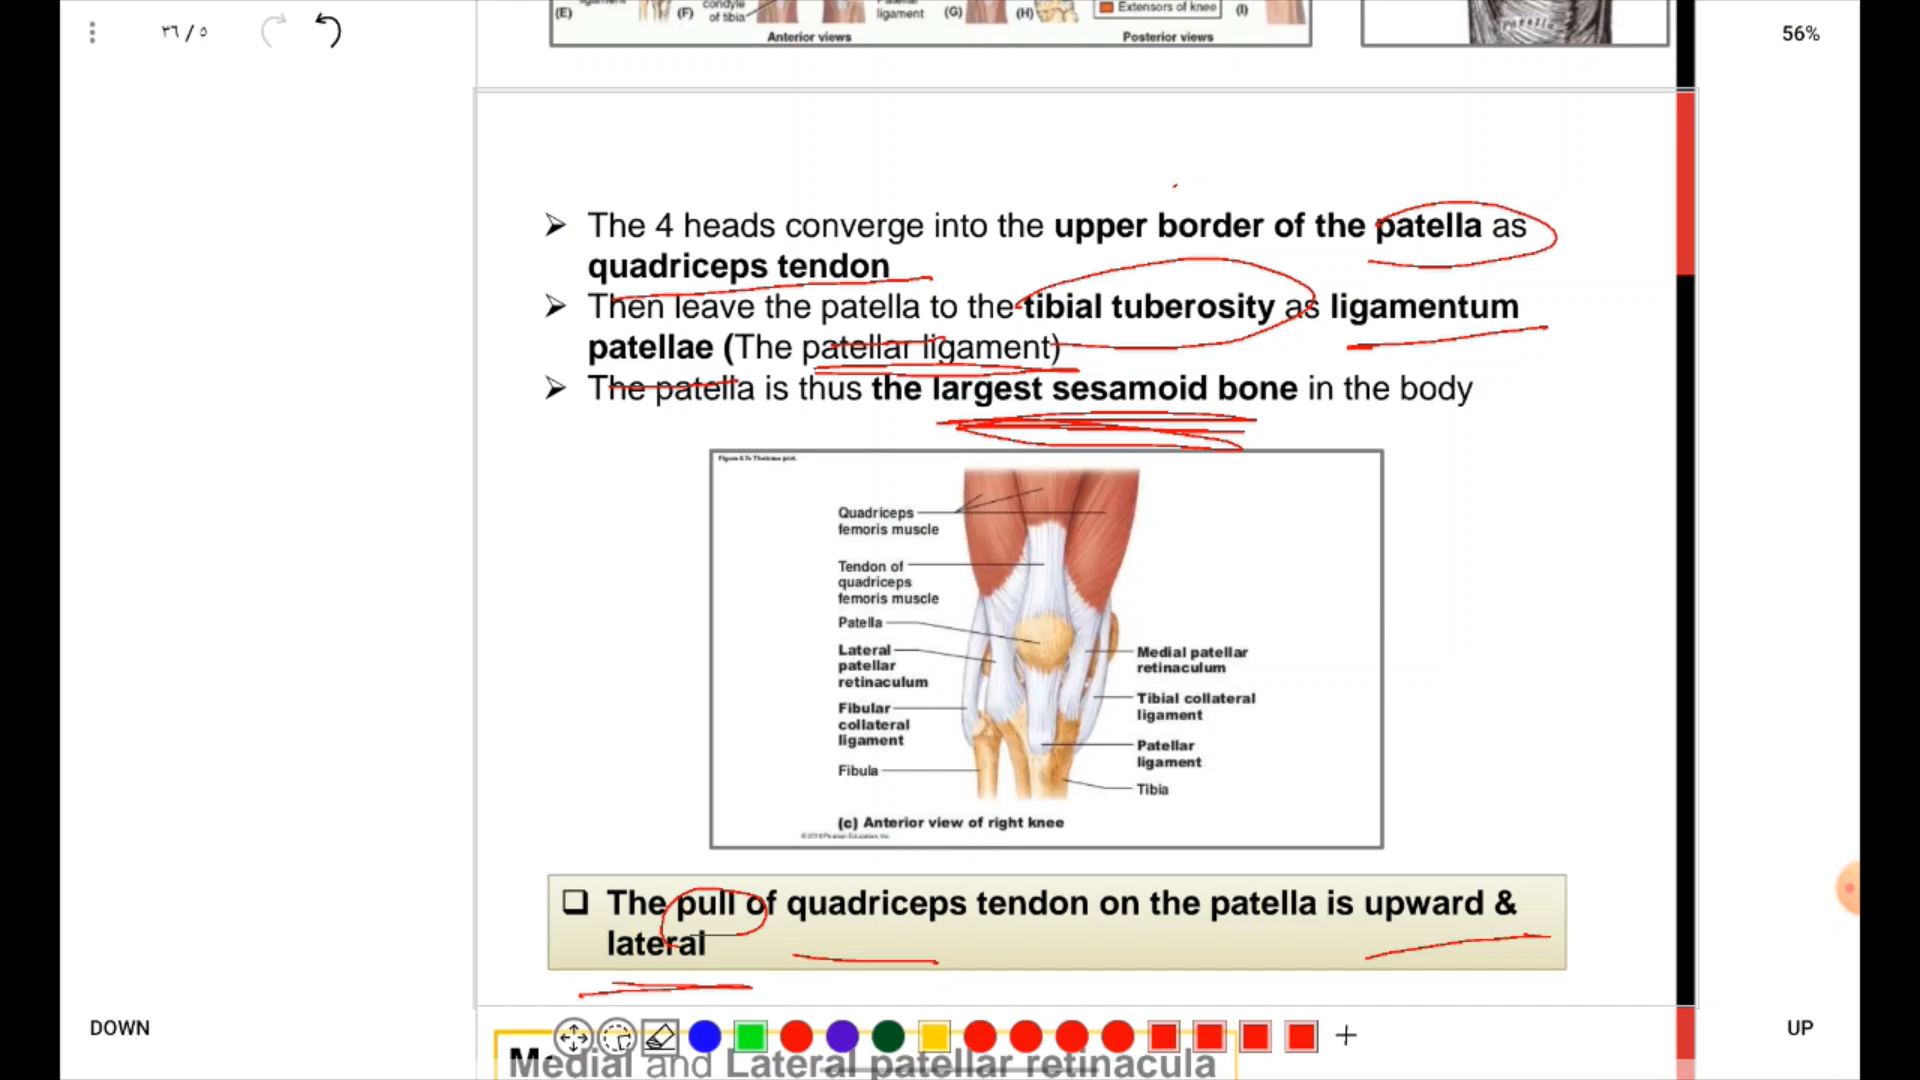 ٣٦ / ٥
56%
(E)
(F)
condyle
of tibia
ligament
(G)
(H)
Extensors of knee
(I)
Anterior views
Posterior views
Patella
➢ The 4 heads converge into the upper border of the patella as
quadriceps tendon
➢ Then leave the patella to the tibial tuberosity as ligamentum
patellae (The patellar ligament)
➢ The patella is thus the largest sesamoid bone in the body
Quadriceps
femoris muscle
Tendon of
quadriceps
femoris muscle
Patella
Lateral
patellar
retinaculum
Fibular
collateral
ligament
Fibula
Medial patellar
retinaculum
Tibial collateral
ligament
Patellar
ligament
Tibia
(c) Anterior view of right knee
❑ The pull of quadriceps tendon on the patella is upward &
lateral
DOWN
UP
Medial and Lateral patellar retinacula